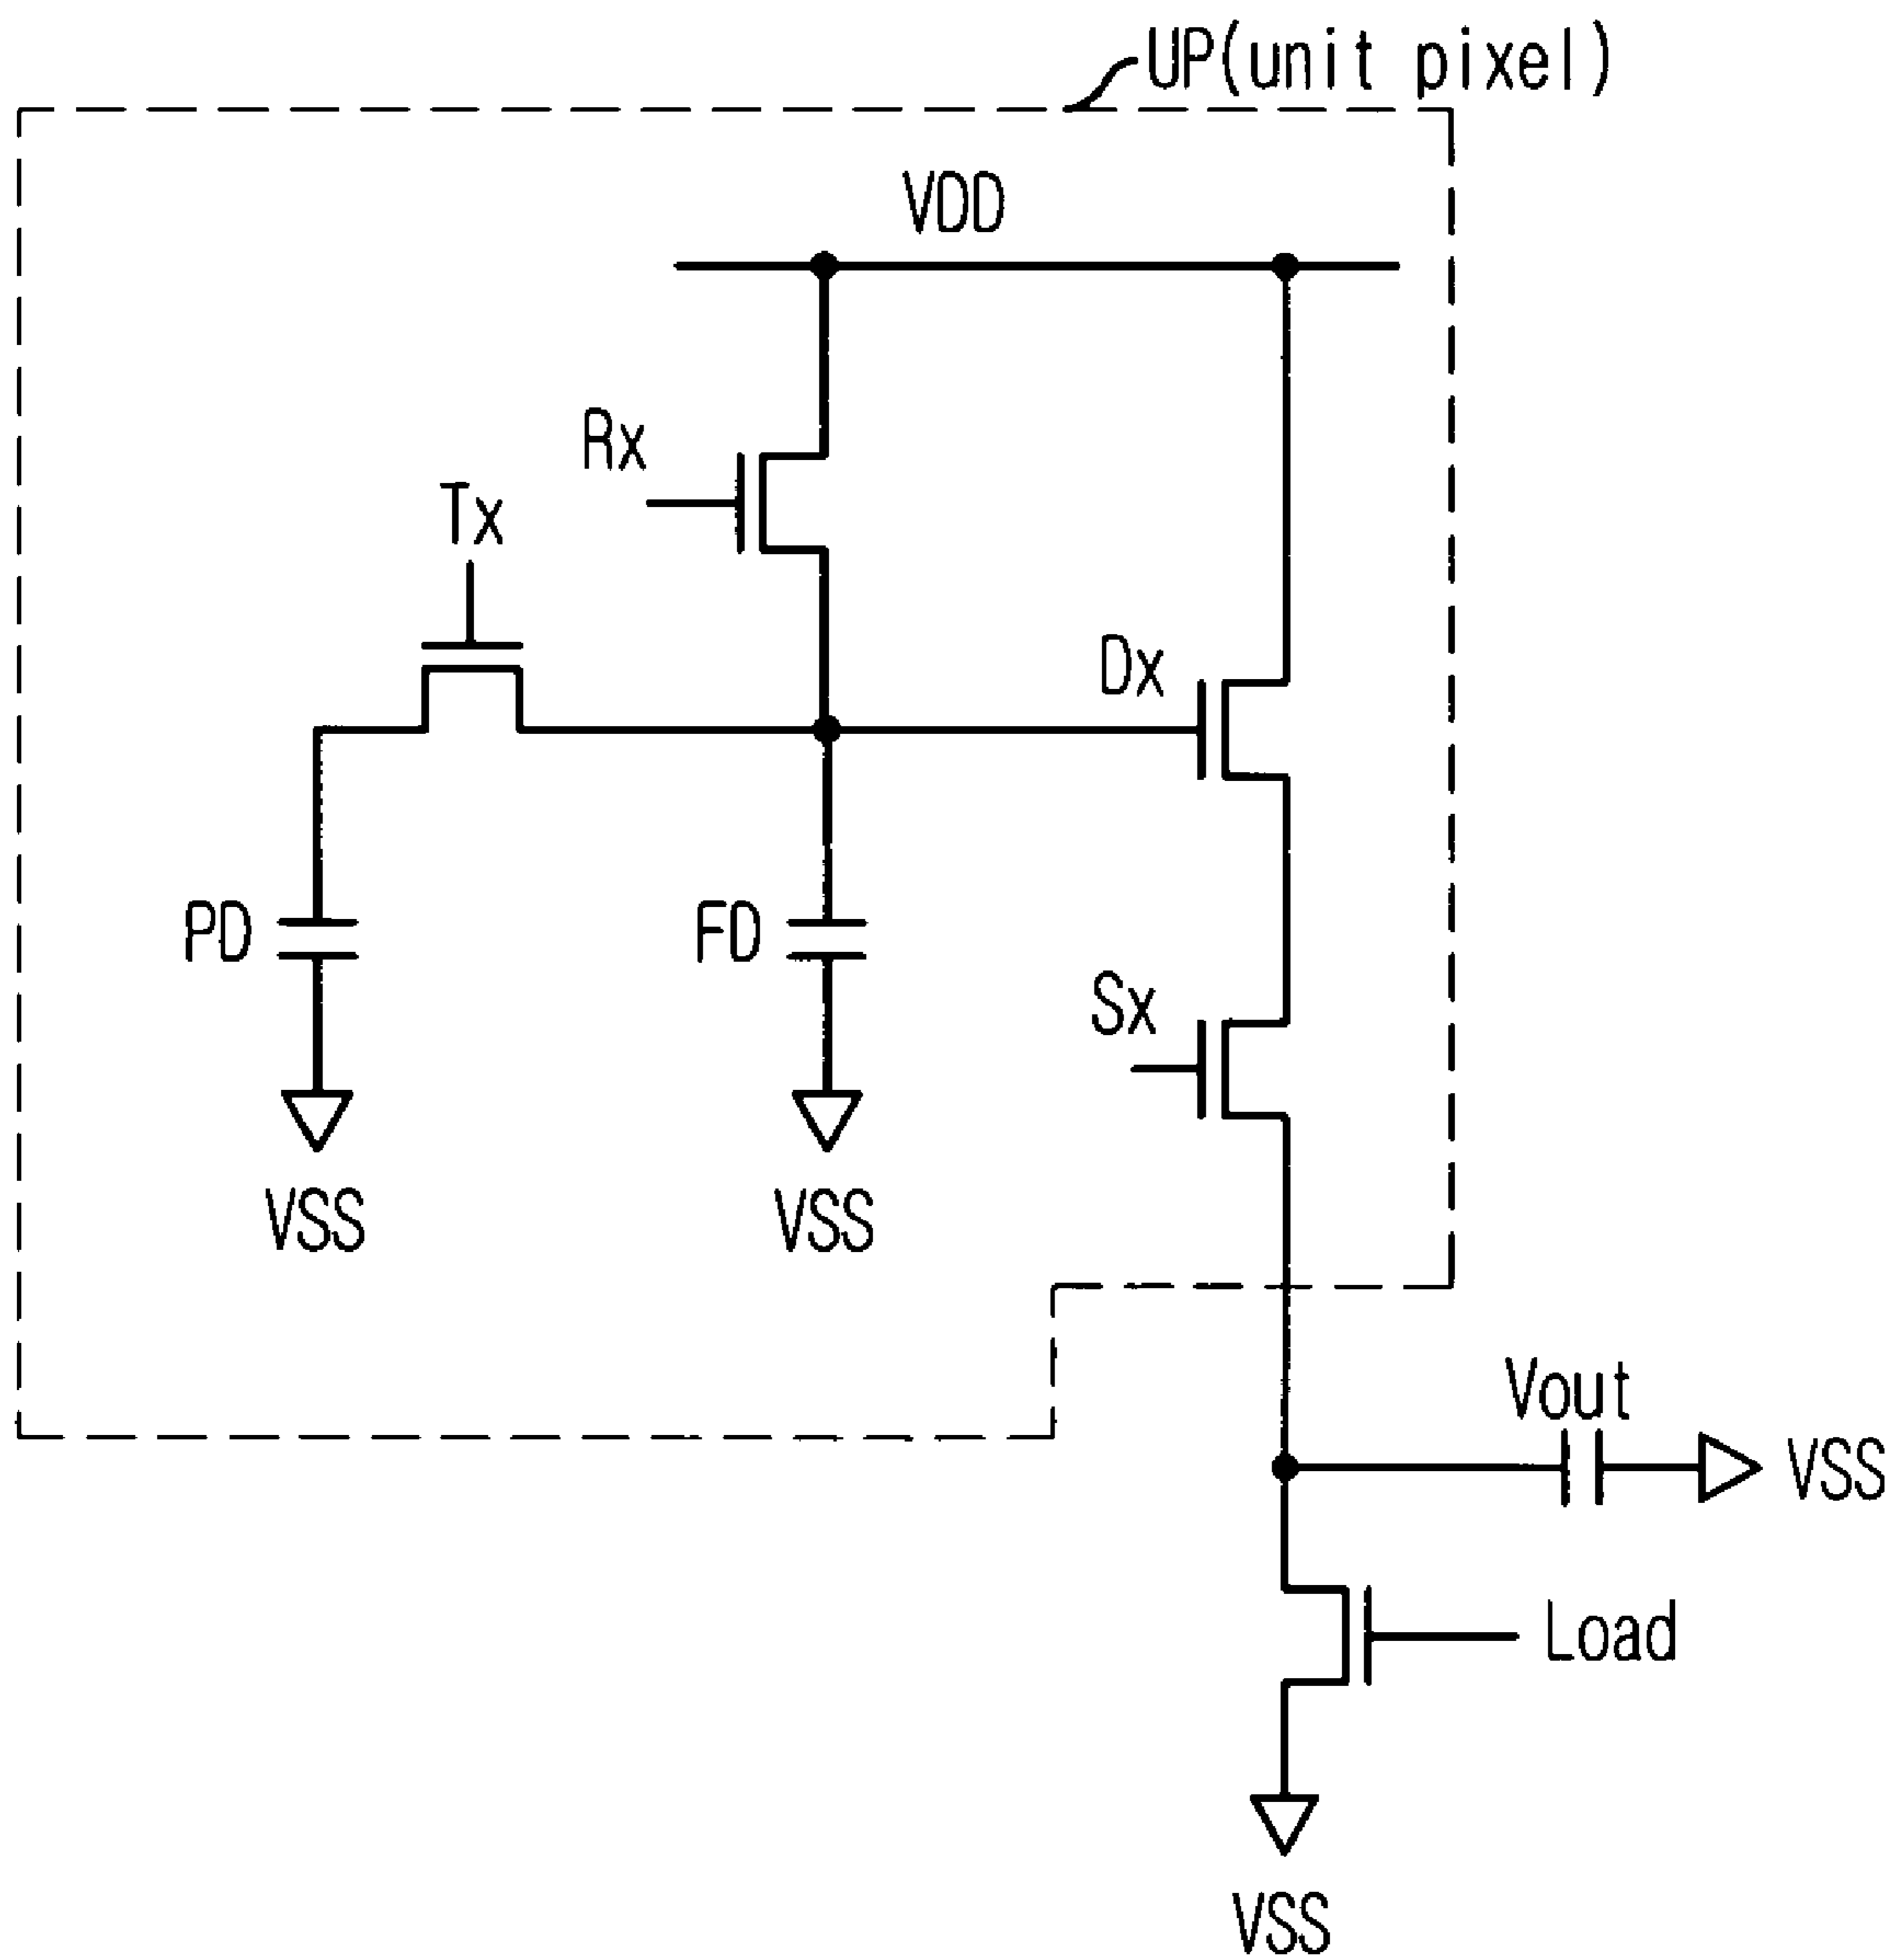 UP(unit pixel)
VDD
Rx
Tx
Dx
PD
FD
Sx
VSS
VSS
Vout
VSS
Load
VSS